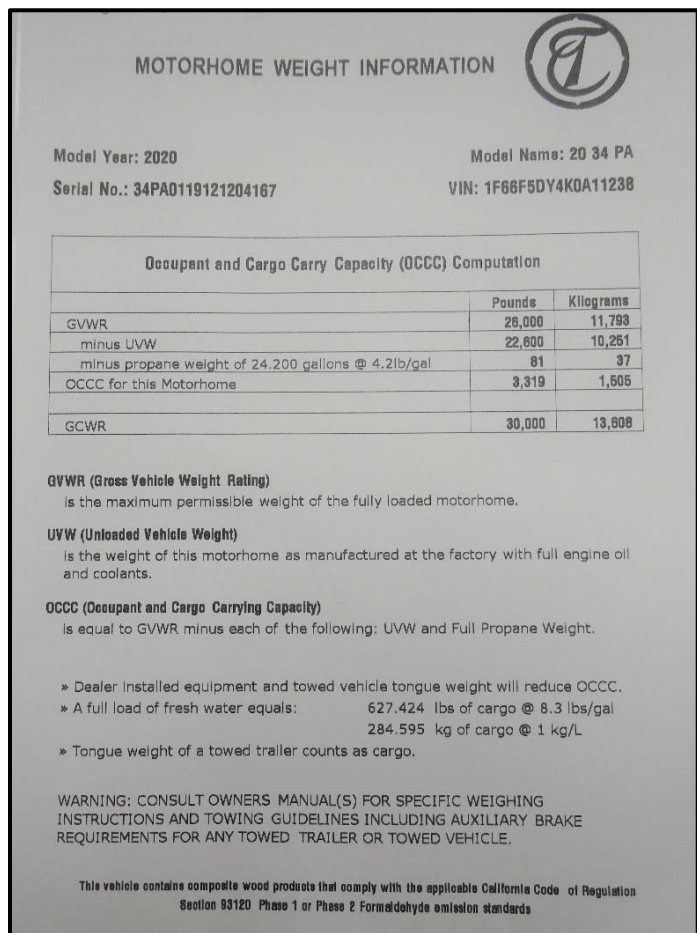 MOTORHOME WEIGHT INFORMATION
Model Year: 2020 Model Name: 20 34 PA
Serial No.: 34PA0119121204167 VIN: 1F66F5DY4K0A11238
Occupant and Cargo Carry Capacity (OCCC) Computation
Pounds Kilograms
GVWR 26,000 11,793
minus UVW 22,600 10,251
minus propane weight of 24.200 gallons @ 4.2lb/gal 81 37
OCCC for this Motorhome 3,319 1,505
GCWR 30,000 13,608
GVWR (Gross Vehicle Weight Rating)
is the maximum permissible weight of the fully loaded motorhome.
UVW (Unloaded Vehicle Weight)
is the weight of this motorhome as manufactured at the factory with full engine oil
and coolants.
OCCC (Occupant and Cargo Carrying Capacity)
is equal to GVWR minus each of the following: UVW and Full Propane Weight.
» Dealer installed equipment and towed vehicle tongue weight will reduce OCCC.
» A full load of fresh water equals: 627.424 lbs of cargo @ 8.3 lbs/gal
284.595 kg of cargo @ 1 kg/L
» Tongue weight of a towed trailer counts as cargo.
WARNING: CONSULT OWNERS MANUAL(S) FOR SPECIFIC WEIGHING
INSTRUCTIONS AND TOWING GUIDELINES INCLUDING AUXILIARY BRAKE
REQUIREMENTS FOR ANY TOWED TRAILER OR TOWED VEHICLE.
This vehicle contains composite wood products that comply with the applicable California Code of Regulation
Section 93120 Phase 1 or Phase 2 Formaldehyde emission standards